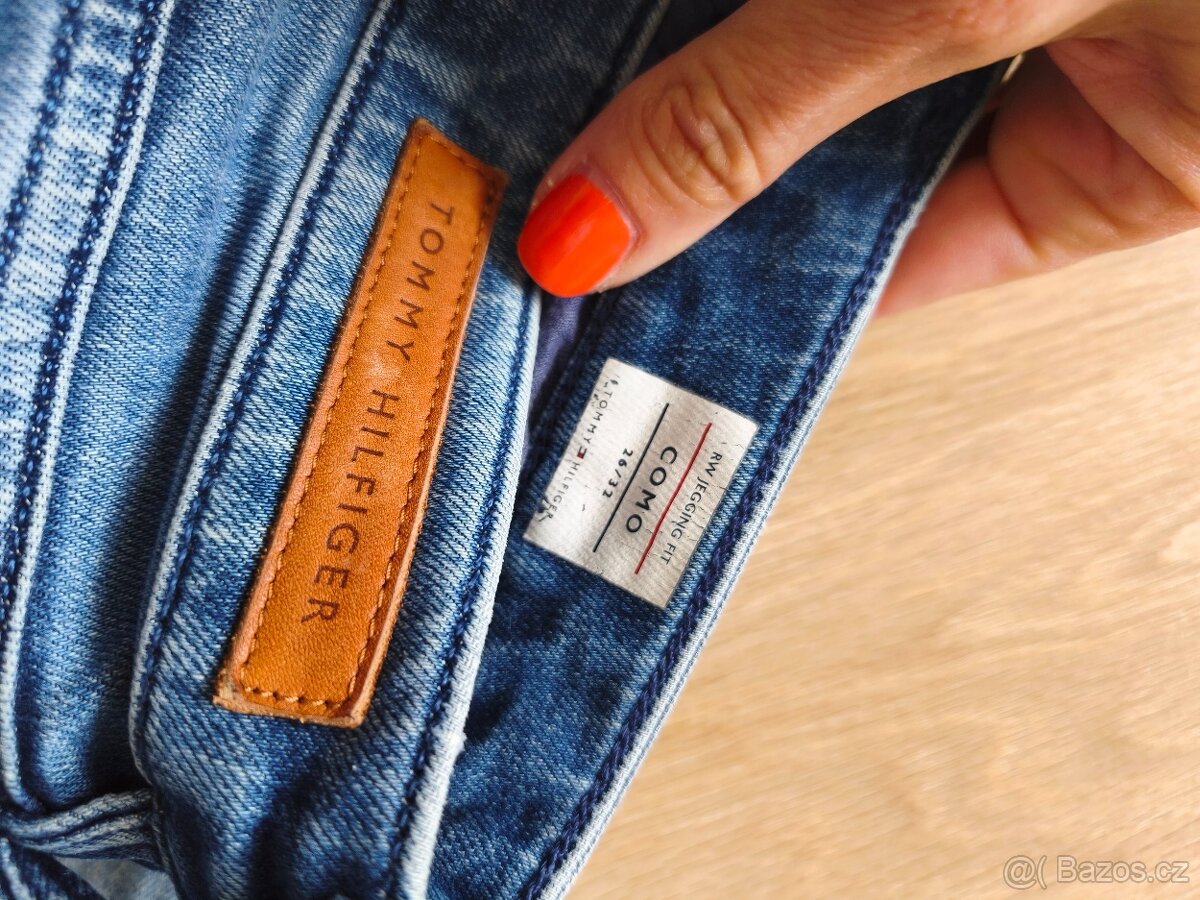 TOMMY HILFIGER
RW JEGGING FIT
COMO
26/32
TOMMY HILFIGER
@( Bazos.cz